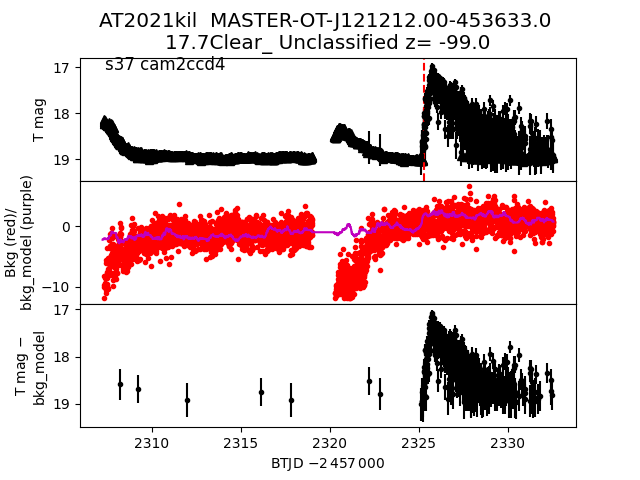 AT2021kil  MASTER-OT-J121212.00-453633.0
17.7Clear_ Unclassified z= -99.0
s37 cam2ccd4
T mag
17
18
19
Bkg (red)/
bkg_model (purple)
0
−10
T mag −
bkg_model
17
18
19
2310
2315
2320
2325
2330
BTJD −2 457 000